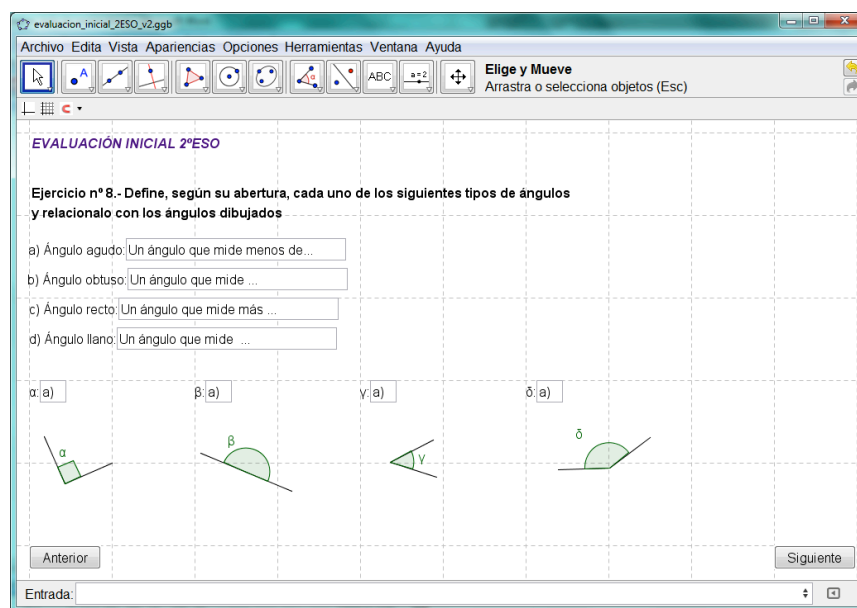 evaluacion_inicial_2ESO_v2.ggb
Archivo Edita Vista Apariencias Opciones Herramientas Ventana Ayuda
A
α
ABC
a=2
Elige y Mueve
Arrastra o selecciona objetos (Esc)
EVALUACIÓN INICIAL 2ºESO
Ejercicio nº 8.- Define, según su abertura, cada uno de los siguientes tipos de ángulos
y relacionalo con los ángulos dibujados
a) Ángulo agudo: Un ángulo que mide menos de...
b) Ángulo obtuso: Un ángulo que mide ...
c) Ángulo recto: Un ángulo que mide más ...
d) Ángulo llano: Un ángulo que mide ...
α: a) β: a) γ: a) δ: a)
α β γ δ
Anterior Siguiente
Entrada: